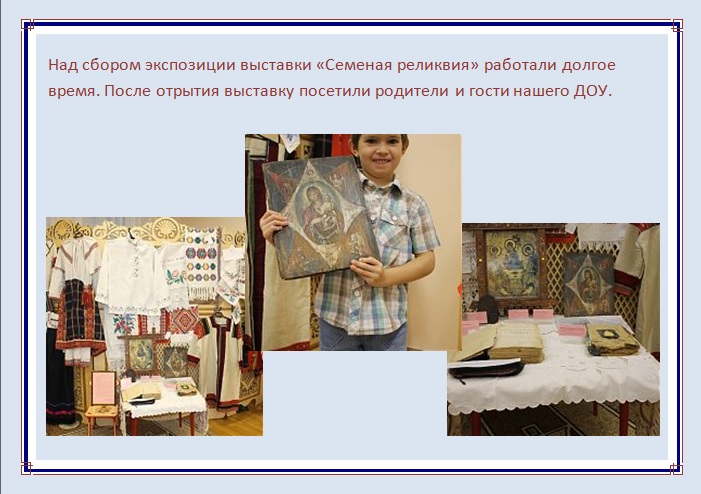 Над сбором экспозиции выставки «Семеная реликвия» работали долгое
время. После отрытия выставку посетили родители и гости нашего ДОУ.